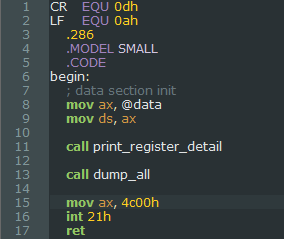 1 CR EQU 0dh
2 LF EQU 0ah
3 .286
4 .MODEL SMALL
5 .CODE
6 begin:
7 ; data section init
8 mov ax, @data
9 mov ds, ax
10
11 call print_register_detail
12
13 call dump_all
14
15 mov ax, 4c00h
16 int 21h
17 ret